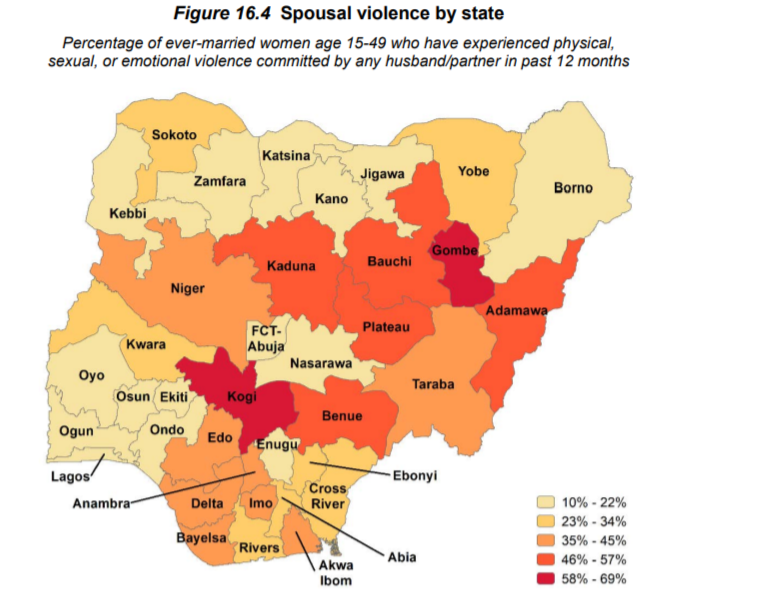 Figure 16.4 Spousal violence by state
Percentage of ever-married women age 15-49 who have experienced physical,
sexual, or emotional violence committed by any husband/partner in past 12 months
Sokoto
Katsina
Jigawa
Yobe
Zamfara
Kano
Borno
Kebbi
Gombe
Kaduna
Bauchi
Niger
Adamawa
Plateau
FCT-
Abuja
Kwara
Nasarawa
Oyo
Taraba
Osun
Ekiti
Kogi
Benue
Ogun
Ondo
Edo
Enugu
Lagos
Ebonyi
Anambra
Cross
River
Delta
Imo
Bayelsa
Rivers
Abia
Akwa
Ibom
10% - 22%
23% - 34%
35% - 45%
46% - 57%
58% - 69%